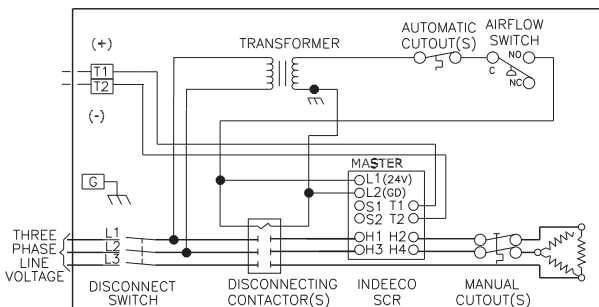 AUTOMATIC CUTOUT(S)
AIRFLOW SWITCH
TRANSFORMER
(+)
T1
T2
(-)
NO
C
NC
MASTER
L1(24V)
L2(GD)
S1 T1
S2 T2
H1 H2
H3 H4
G
THREE PHASE LINE VOLTAGE
L1
L2
L3
DISCONNECT SWITCH
DISCONNECTING CONTACTOR(S)
INDEECO SCR
MANUAL CUTOUT(S)